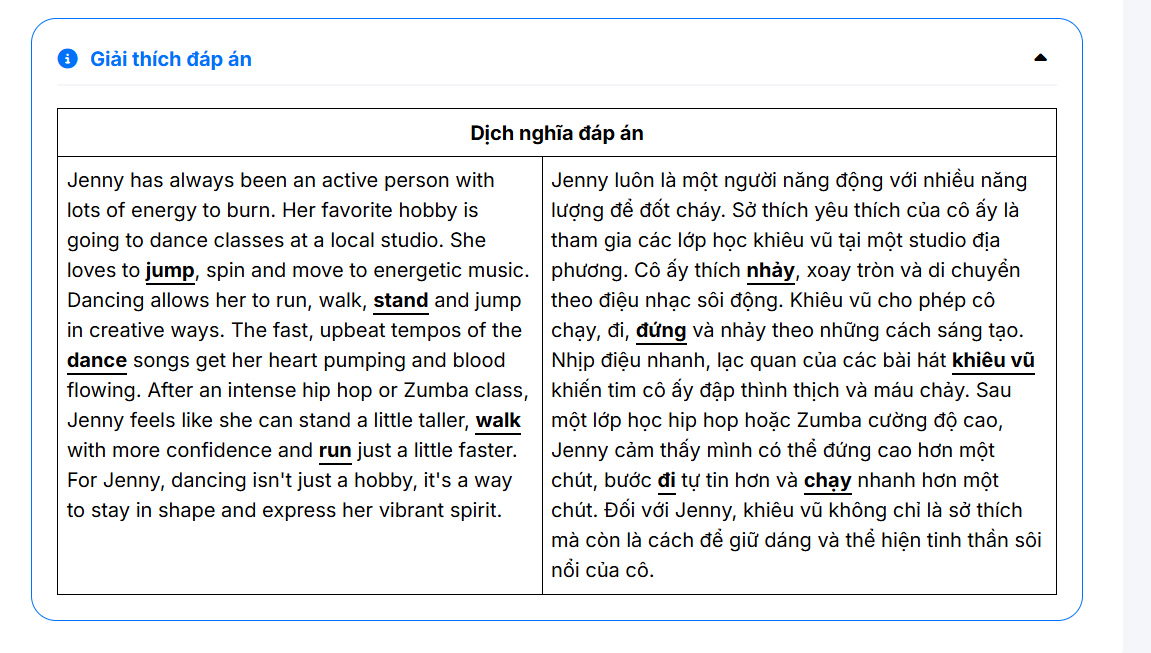 Giải thích đáp án
Dịch nghĩa đáp án
Jenny has always been an active person with
lots of energy to burn. Her favorite hobby is
going to dance classes at a local studio. She
loves to jump, spin and move to energetic music.
Dancing allows her to run, walk, stand and jump
in creative ways. The fast, upbeat tempos of the
dance songs get her heart pumping and blood
flowing. After an intense hip hop or Zumba class,
Jenny feels like she can stand a little taller, walk
with more confidence and run just a little faster.
For Jenny, dancing isn't just a hobby, it's a way
to stay in shape and express her vibrant spirit.
Jenny luôn là một người năng động với nhiều năng
lượng để đốt cháy. Sở thích yêu thích của cô ấy là
tham gia các lớp học khiêu vũ tại một studio địa
phương. Cô ấy thích nhảy, xoay tròn và di chuyển
theo điệu nhạc sôi động. Khiêu vũ cho phép cô
chạy, đi, đứng và nhảy theo những cách sáng tạo.
Nhịp điệu nhanh, lạc quan của các bài hát khiêu vũ
khiến tim cô ấy đập thình thịch và máu chảy. Sau
một lớp học hip hop hoặc Zumba cường độ cao,
Jenny cảm thấy mình có thể đứng cao hơn một
chút, bước đi tự tin hơn và chạy nhanh hơn một
chút. Đối với Jenny, khiêu vũ không chỉ là sở thích
mà còn là cách để giữ dáng và thể hiện tinh thần sôi
nổi của cô.